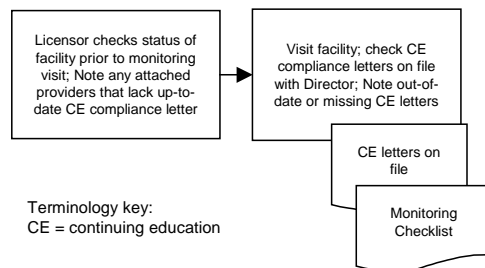 Licensor checks status of
facility prior to monitoring
visit; Note any attached
providers that lack up-to-
date CE compliance letter
Visit facility; check CE
compliance letters on file
with Director; Note out-of-
date or missing CE letters
CE letters on
file
Monitoring
Checklist
Terminology key:
CE = continuing education